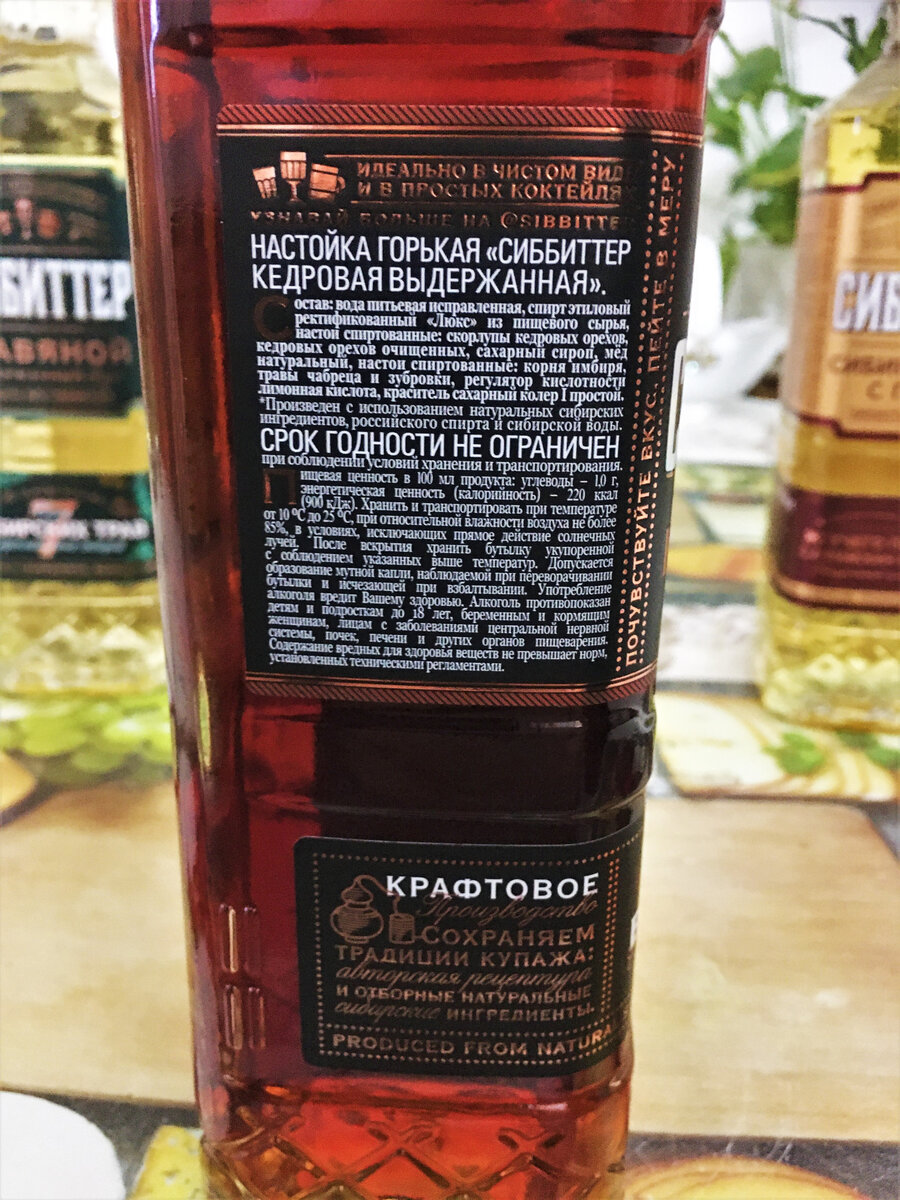 ИДЕАЛЬНО В ЧИСТОМ ВИД
И В ПРОСТЫХ КОКТЕЙЛЯХ
УЗНАВАЙ БОЛЬШЕ НА @SIBBITTE
НАСТОЙКА ГОРЬКАЯ «СИББИТТЕР
КЕДРОВАЯ ВЫДЕРЖАННАЯ».
Состав: вода питьевая исправленная, спирт этиловый
ректификованный «Люкс» из пищевого сырья,
настои спиртованные: скорлупы кедровых орехов,
кедровых орехов очищенных, сахарный сироп, мёд
натуральный, настои спиртованные: корня имбиря,
травы чабреца и зубровки, регулятор кислотности
лимонная кислота, краситель сахарный колер I простой.
*Произведен с использованием натуральных сибирских
ингредиентов, российского спирта и сибирской воды.
СРОК ГОДНОСТИ НЕ ОГРАНИЧЕН
при соблюдении условий хранения и транспортирования.
Пищевая ценность в 100 мл продукта: углеводы – 1,0 г,
энергетическая ценность (калорийность) – 220 ккал
(900 кДж). Хранить и транспортировать при температуре
от 10 °С до 25 °С, при относительной влажности воздуха не более
85%, в условиях, исключающих прямое действие солнечных
лучей. После вскрытия хранить бутылку укупоренной
с соблюдением указанных выше температур. Допускается
образование мутной капли, наблюдаемой при переворачивании
бутылки и исчезающей при взбалтывании. Употребление
алкоголя вредит Вашему здоровью. Алкоголь противопоказан
детям и подросткам до 18 лет, беременным и кормящим
женщинам, лицам с заболеваниями центральной нервной
системы, почек, печени и других органов пищеварения.
Содержание вредных для здоровья веществ не превышает норм,
установленных техническими регламентами.
ПОЧУВСТВУЙТЕ ВКУС. ПЕЙТЕ В МЕРУ.
КРАФТОВОЕ
Производство
СОХРАНЯЕМ
ТРАДИЦИИ КУПАЖА:
авторская рецептура
И ОТБОРНЫЕ НАТУРАЛЬНЫЕ
сибирские ИНГРЕДИЕНТЫ.
PRODUCED FROM NATURA
ББИТТЕР
АВЯНОЙ
7
БИРСКИХ ТРАВ
СИБ